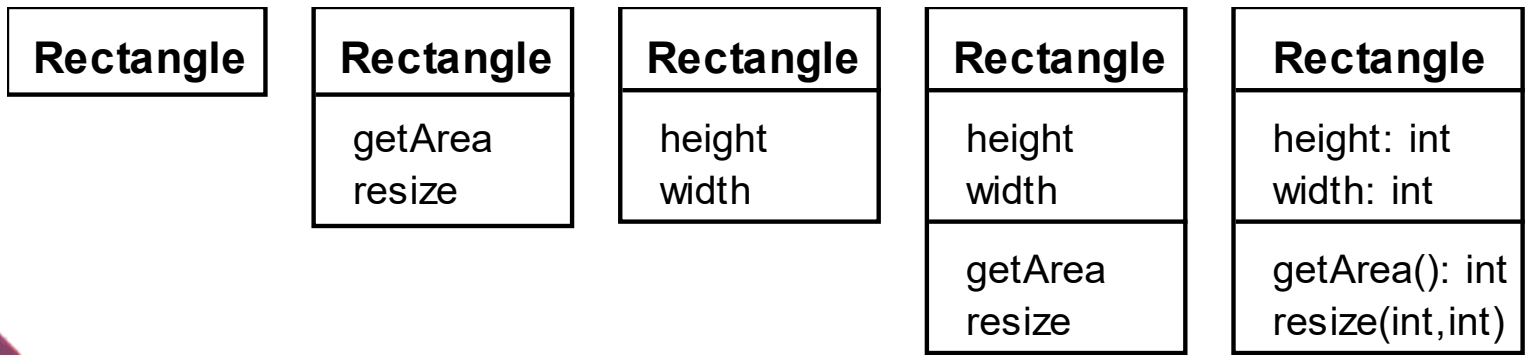 Rectangle
Rectangle
getArea
resize
Rectangle
height
width
Rectangle
height
width
getArea
resize
Rectangle
height: int
width: int
getArea(): int
resize(int,int)